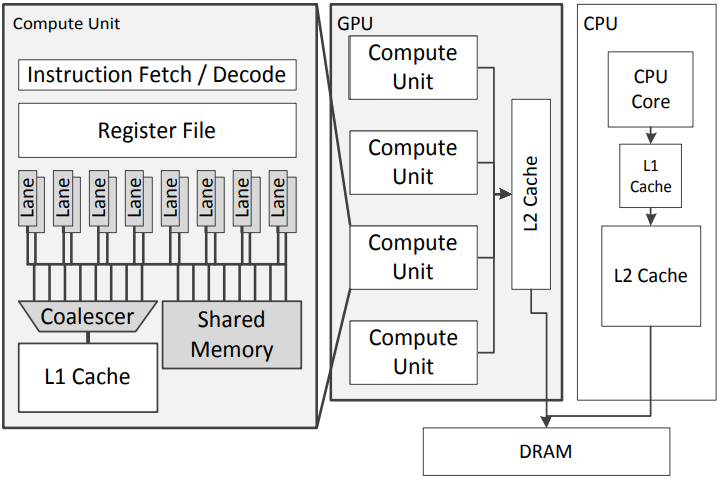 Compute Unit
Instruction Fetch / Decode
Register File
Lane
Lane
Lane
Lane
Lane
Lane
Lane
Lane
Coalescer
Shared
Memory
L1 Cache
GPU
Compute
Unit
Compute
Unit
Compute
Unit
Compute
Unit
L2 Cache
CPU
CPU
Core
L1
Cache
L2 Cache
DRAM